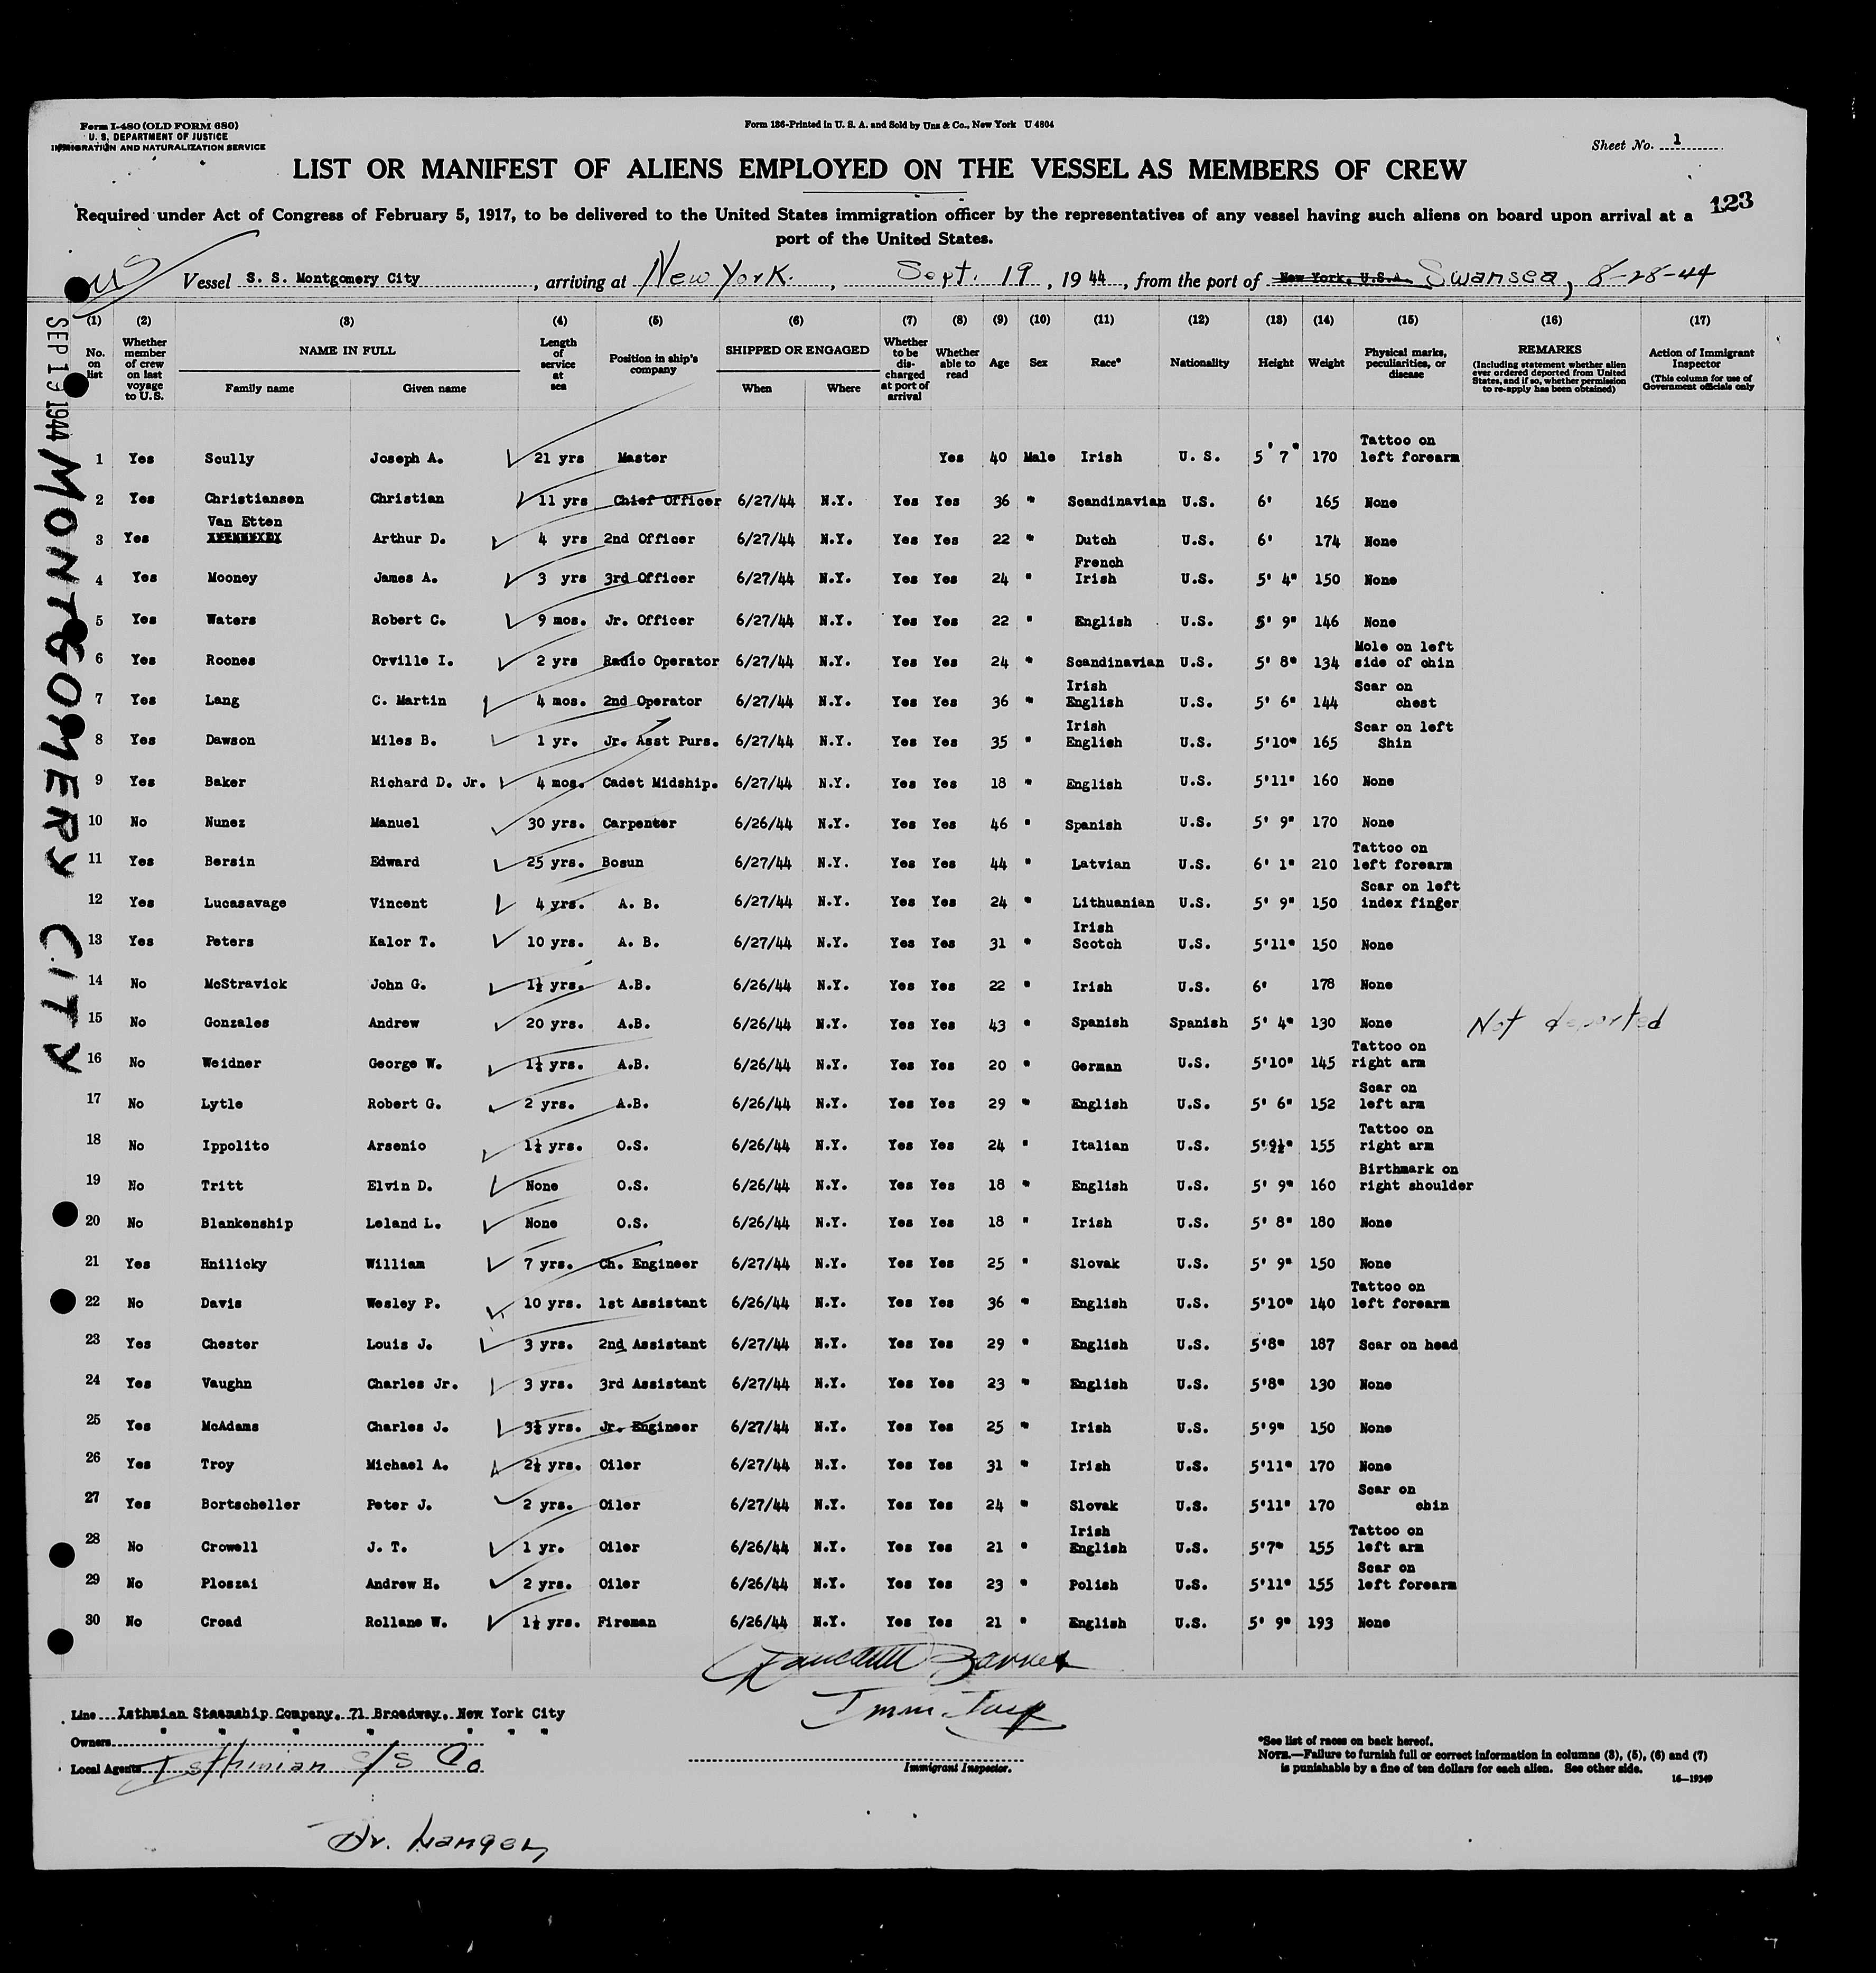 Form I-480 (OLD FORM 680)
U. S. DEPARTMENT OF JUSTICE
IMMIGRATION AND NATURALIZATION SERVICE
Form 186-Printed in U. S. A. and Sold by Unz & Co., New York U 4804
Sheet No. 1
LIST OR MANIFEST OF ALIENS EMPLOYED ON THE VESSEL AS MEMBERS OF CREW
123
Required under Act of Congress of February 5, 1917, to be delivered to the United States immigration officer by the representatives of any vessel having such aliens on board upon arrival at a
port of the United States.
US
Vessel S. S. Montgomery City, arriving at New York, Sept. 19, 1944, from the port of New York, U.S.A. Swansea, 8-28-44
SEP 19 1944 MONTGOMERY CITY
(1) (2) (3) (4) (5) (6) (7) (8) (9) (10) (11) (12) (13) (14) (15) (16) (17)
No. on list Whether member of crew on last voyage to U.S. NAME IN FULL Family name Given name Length of service at sea Position in ship's company SHIPPED OR ENGAGED When Where Whether to be discharged at port of arrival Whether able to read Age Sex Race* Nationality Height Weight Physical marks, peculiarities, or disease REMARKS (Including statement whether alien ever ordered deported from United States, and if so, whether permission to re-apply has been obtained) Action of Immigrant Inspector (This column for use of Government officials only)
1 Yes Scully Joseph A. 21 yrs Master Yes 40 Male Irish U. S. 5' 7" 170 Tattoo on left forearm
2 Yes Christiansen Christian 11 yrs Chief Officer 6/27/44 N.Y. Yes Yes 36 " Scandinavian U.S. 6' 165 None
3 Yes Van Etten Arthur D. 4 yrs 2nd Officer 6/27/44 N.Y. Yes Yes 22 " Dutch U.S. 6' 174 None
4 Yes Mooney James A. 3 yrs 3rd Officer 6/27/44 N.Y. Yes Yes 24 " French Irish U.S. 5' 4" 150 None
5 Yes Waters Robert C. 9 mos. Jr. Officer 6/27/44 N.Y. Yes Yes 22 " English U.S. 5' 9" 146 None
6 Yes Roones Orville I. 2 yrs Radio Operator 6/27/44 N.Y. Yes Yes 24 " Scandinavian U.S. 5' 8" 134 Mole on left side of chin
7 Yes Lang C. Martin 4 mos. 2nd Operator 6/27/44 N.Y. Yes Yes 36 " Irish English U.S. 5' 6" 144 Scar on chest
8 Yes Dawson Miles B. 1 yr. Jr. Asst Purs. 6/27/44 N.Y. Yes Yes 35 " Irish English U.S. 5'10" 165 Scar on left Shin
9 Yes Baker Richard D. Jr. 4 mos. Cadet Midship. 6/27/44 N.Y. Yes Yes 18 " English U.S. 5'11" 160 None
10 No Nunez Manuel 30 yrs. Carpenter 6/26/44 N.Y. Yes Yes 46 " Spanish U.S. 5' 9" 170 None
11 Yes Bersin Edward 25 yrs. Bosun 6/27/44 N.Y. Yes Yes 44 " Latvian U.S. 6' 1" 210 Tattoo on left forearm
12 Yes Lucasavage Vincent 4 yrs. A. B. 6/27/44 N.Y. Yes Yes 24 " Lithuanian U.S. 5' 9" 150 Scar on left index finger
13 Yes Peters Kalor T. 10 yrs. A. B. 6/27/44 N.Y. Yes Yes 31 " Irish Scotch U.S. 5'11" 150 None
14 No McStravick John G. 1½ yrs. A.B. 6/26/44 N.Y. Yes Yes 22 " Irish U.S. 6' 178 None
15 No Gonzales Andrew 20 yrs. A.B. 6/26/44 N.Y. Yes Yes 43 " Spanish Spanish 5' 4" 130 None Not deported
16 No Weidner George W. 1½ yrs. A.B. 6/26/44 N.Y. Yes Yes 20 " German U.S. 5'10" 145 Tattoo on right arm
17 No Lytle Robert G. 2 yrs. A.B. 6/26/44 N.Y. Yes Yes 29 " English U.S. 5' 6" 152 Scar on left arm
18 No Ippolito Arsenio 1½ yrs. O.S. 6/26/44 N.Y. Yes Yes 24 " Italian U.S. 5'9½" 155 Tattoo on right arm
19 No Tritt Elvin D. None O.S. 6/26/44 N.Y. Yes Yes 18 " English U.S. 5' 9" 160 Birthmark on right shoulder
20 No Blankenship Leland L. None O.S. 6/26/44 N.Y. Yes Yes 18 " Irish U.S. 5' 8" 180 None
21 Yes Hnilicky William 7 yrs. Ch. Engineer 6/27/44 N.Y. Yes Yes 25 " Slovak U.S. 5' 9" 150 None
22 No Davis Wesley P. 10 yrs. 1st Assistant 6/26/44 N.Y. Yes Yes 36 " English U.S. 5'10" 140 Tattoo on left forearm
23 Yes Chester Louis J. 3 yrs. 2nd Assistant 6/27/44 N.Y. Yes Yes 29 " English U.S. 5'8" 187 Scar on head
24 Yes Vaughn Charles Jr. 3 yrs. 3rd Assistant 6/27/44 N.Y. Yes Yes 23 " English U.S. 5'8" 130 None
25 Yes McAdams Charles J. 3½ yrs. Jr. Engineer 6/27/44 N.Y. Yes Yes 25 " Irish U.S. 5'9" 150 None
26 Yes Troy Michael A. 2½ yrs. Oiler 6/27/44 N.Y. Yes Yes 31 " Irish U.S. 5'11" 170 None
27 Yes Bortscheller Peter J. 2 yrs. Oiler 6/27/44 N.Y. Yes Yes 24 " Slovak U.S. 5'11" 170 Scar on chin
28 No Crowell J. T. 1 yr. Oiler 6/26/44 N.Y. Yes Yes 21 " Irish English U.S. 5'7" 155 Tattoo on left arm
29 No Ploszai Andrew H. 2 yrs. Oiler 6/26/44 N.Y. Yes Yes 23 " Polish U.S. 5'11" 155 Scar on left forearm
30 No Croad Rollane W. 1½ yrs. Fireman 6/26/44 N.Y. Yes Yes 21 " English U.S. 5' 9" 193 None
Imm. Insp
Line Isthmian Steamship Company, 71 Broadway, New York City
Owners " " " " " " "
Local Agents Isthmian S/S Co
Immigrant Inspector.
*See list of races on back hereof.
NOTE.—Failure to furnish full or correct information in columns (3), (5), (6) and (7)
is punishable by a fine of ten dollars for each alien. See other side.
16—19349